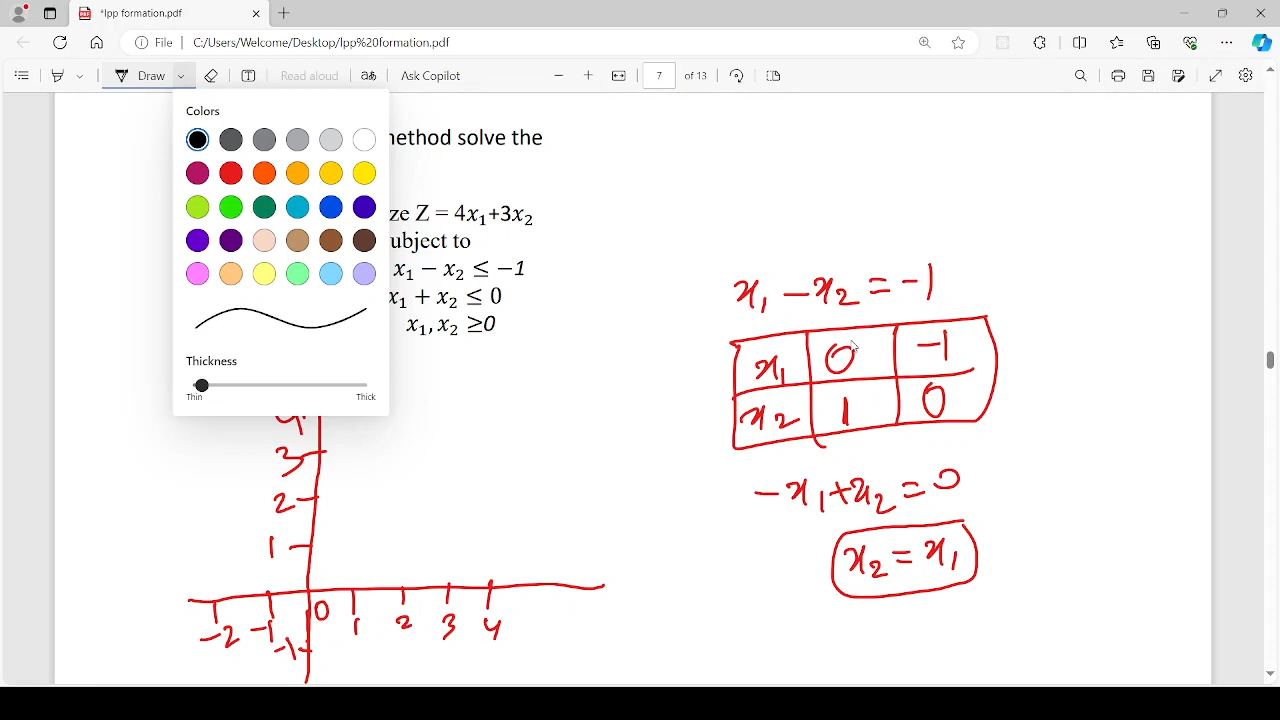 *lpp formation.pdf
File C:/Users/Welcome/Desktop/lpp%20formation.pdf
Draw Read aloud Ask Copilot 7 of 13
Colors
Thickness
Thin Thick
method solve the
ze Z = 4x₁+3x₂
ubject to
x₁ − x₂ ≤ −1
x₁ + x₂ ≤ 0
x₁, x₂ ≥0
x₁ − x₂ = −1
x₁ 0 −1
x₂ 1 0
−x₁+x₂ = 0
x₂ = x₁
4
3
2
1
−2 −1 0 1 2 3 4
−1